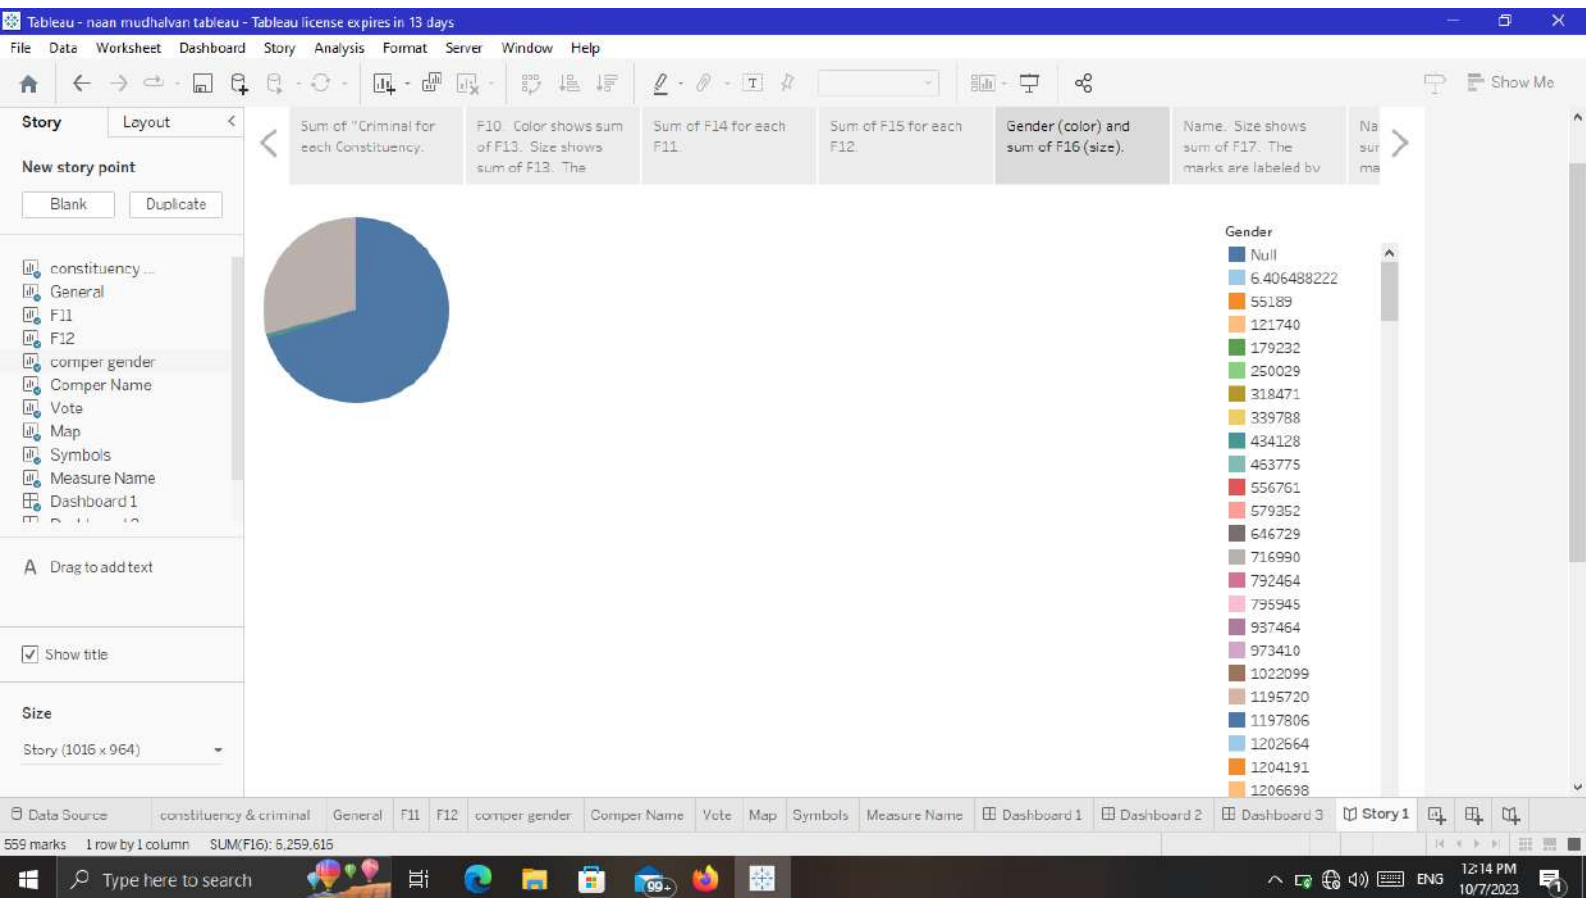 Tableau - naan mudhalvan tableau - Tableau license expires in 13 days
File Data Worksheet Dashboard Story Analysis Format Server Window Help
Show Me
Story Layout
New story point
Blank Duplicate
constituency ...
General
F11
F12
comper gender
Comper Name
Vote
Map
Symbols
Measure Name
Dashboard 1
A Drag to add text
Show title
Size
Story (1016 x 964)
Sum of "Criminal for
each Constituency.
F10. Color shows sum
of F13. Size shows
sum of F13. The
Sum of F14 for each
F11.
Sum of F15 for each
F12.
Gender (color) and
sum of F16 (size).
Name. Size shows
sum of F17. The
marks are labeled by
Na
sur
ma
Gender
Null
6.406488222
55189
121740
179232
250029
318471
339788
434128
463775
556761
579352
646729
716990
792464
795945
937464
973410
1022099
1195720
1197806
1202664
1204191
1206698
Data Source constituency & criminal General F11 F12 comper gender Comper Name Vote Map Symbols Measure Name Dashboard 1 Dashboard 2 Dashboard 3 Story 1
559 marks 1 row by 1 column SUM(F16): 6,259,616
Type here to search
99+
ENG
12:14 PM
10/7/2023
1